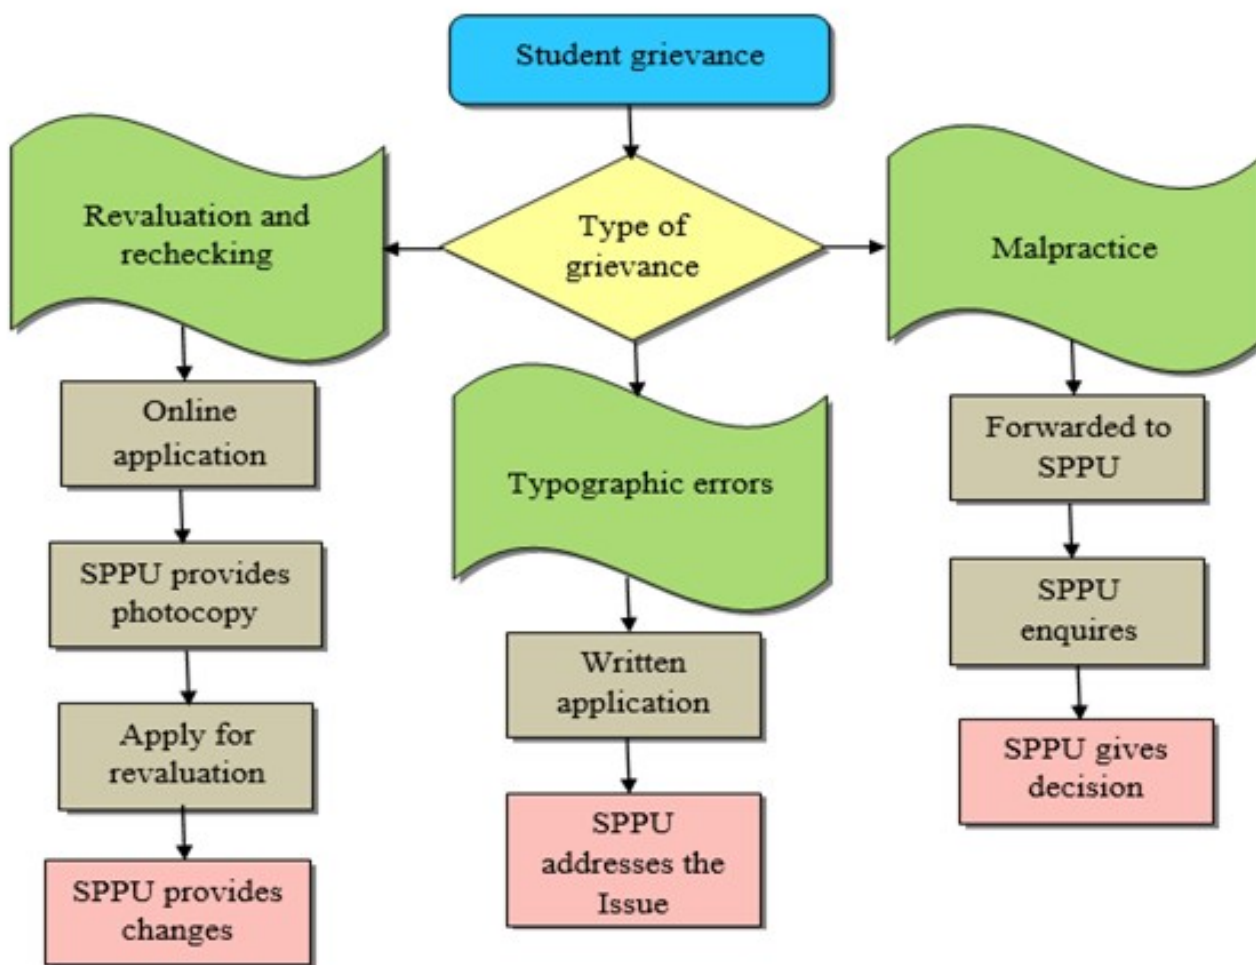 Student grievance
Type of
grievance
Revaluation and
rechecking
Online
application
SPPU provides
photocopy
Apply for
revaluation
SPPU provides
changes
Typographic errors
Written
application
SPPU
addresses the
Issue
Malpractice
Forwarded to
SPPU
SPPU
enquires
SPPU gives
decision